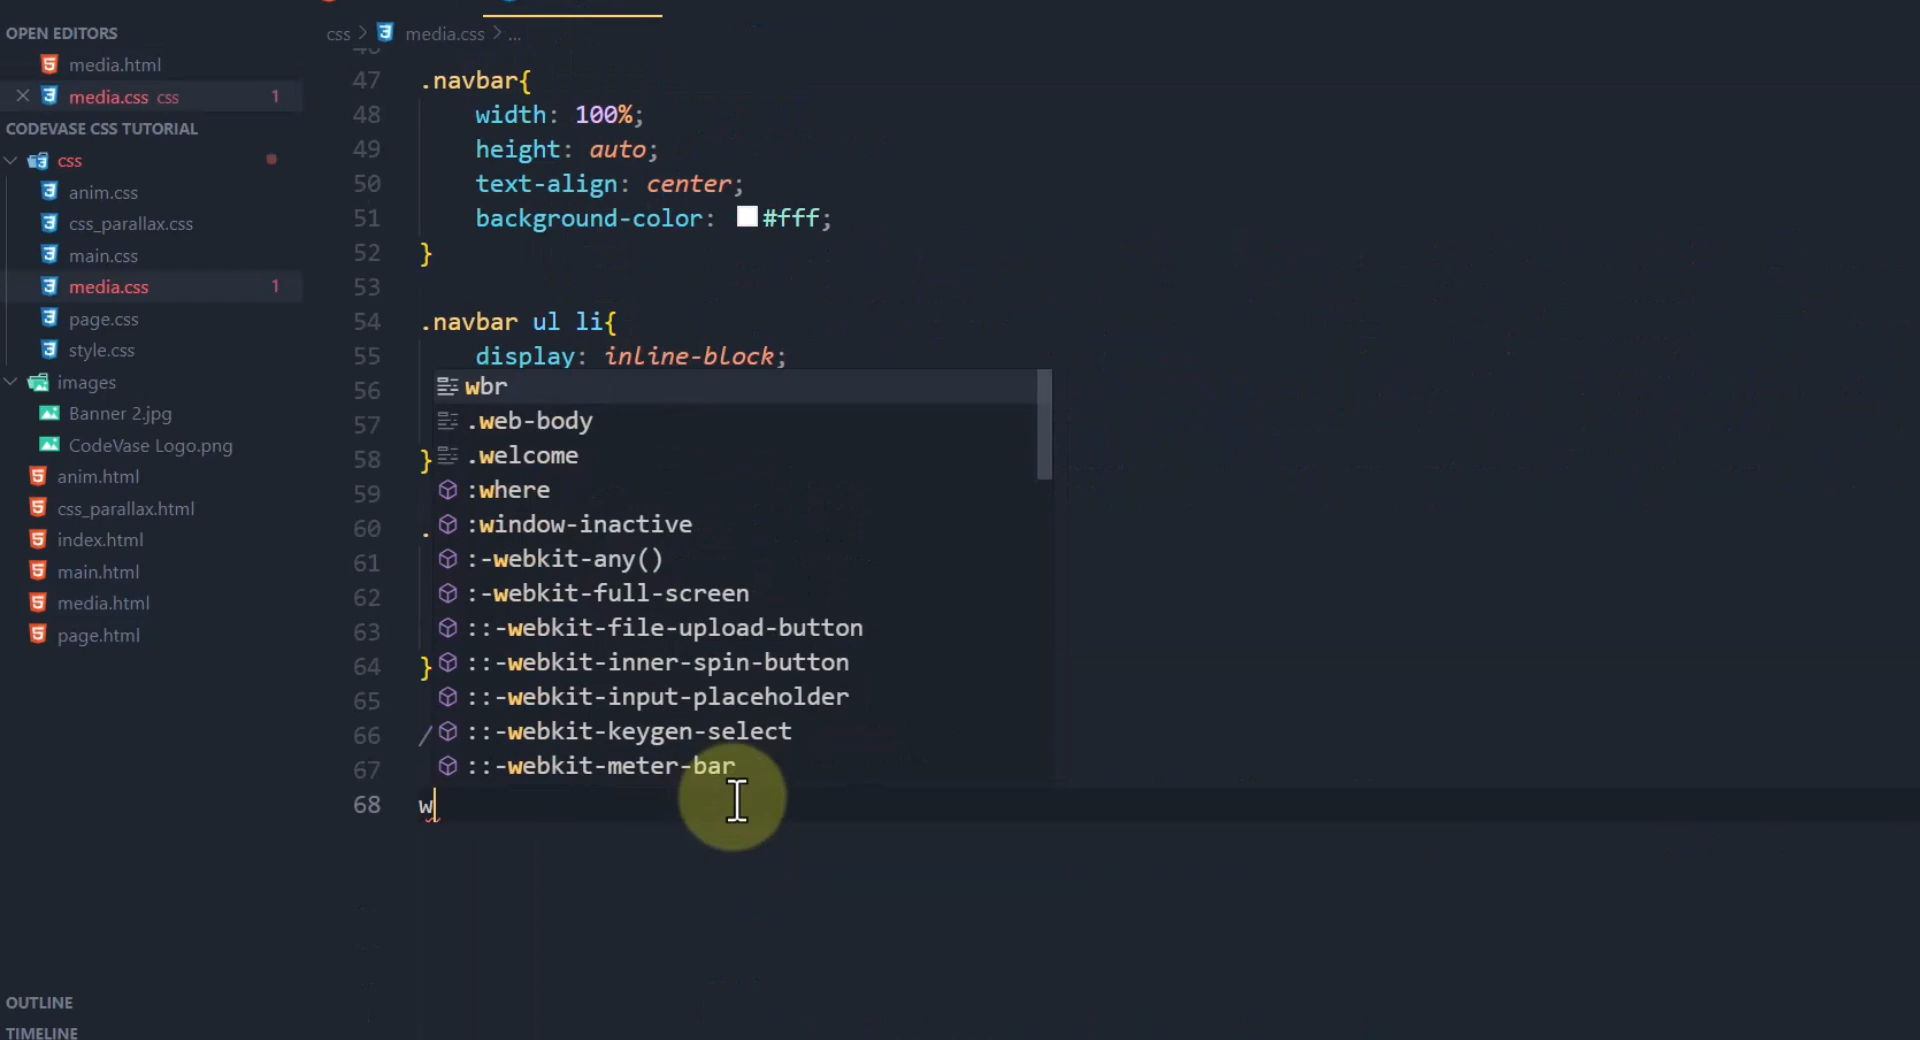 OPEN EDITORS
media.html
media.css css 1
CODEVASE CSS TUTORIAL
css
anim.css
css_parallax.css
main.css
media.css 1
page.css
style.css
images
Banner 2.jpg
CodeVase Logo.png
anim.html
css_parallax.html
index.html
main.html
media.html
page.html
OUTLINE
TIMELINE
css > media.css > ...
46
47 .navbar{
48 width: 100%;
49 height: auto;
50 text-align: center;
51 background-color: #fff;
52 }
53
54 .navbar ul li{
55 display: inline-block;
56
57
58 }
59
60 .
61
62
63
64 }
65
66 /
67
68 w
wbr
.web-body
.welcome
:where
:window-inactive
:-webkit-any()
:-webkit-full-screen
::-webkit-file-upload-button
::-webkit-inner-spin-button
::-webkit-input-placeholder
::-webkit-keygen-select
::-webkit-meter-bar